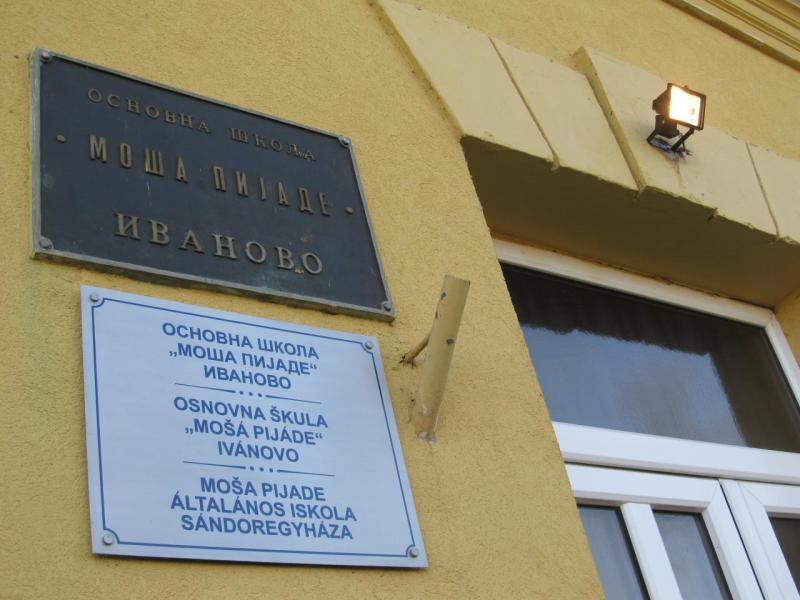 ОСНОВНА ШКОЛА
• МОША ПИЈАДЕ •
ИВАНОВО
ОСНОВНА ШКОЛА
„МОША ПИЈАДЕ“
ИВАНОВО
OSNOVNA ŠKULA
„MOŠÁ PIJÁDE“
IVÁNOVO
MOŠA PIJADE
ÁLTALÁNOS ISKOLA
SÁNDOREGYHÁZA